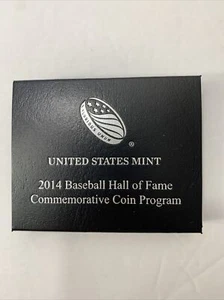 UNITED STATES MINT
2014 Baseball Hall of Fame
Commemorative Coin Program